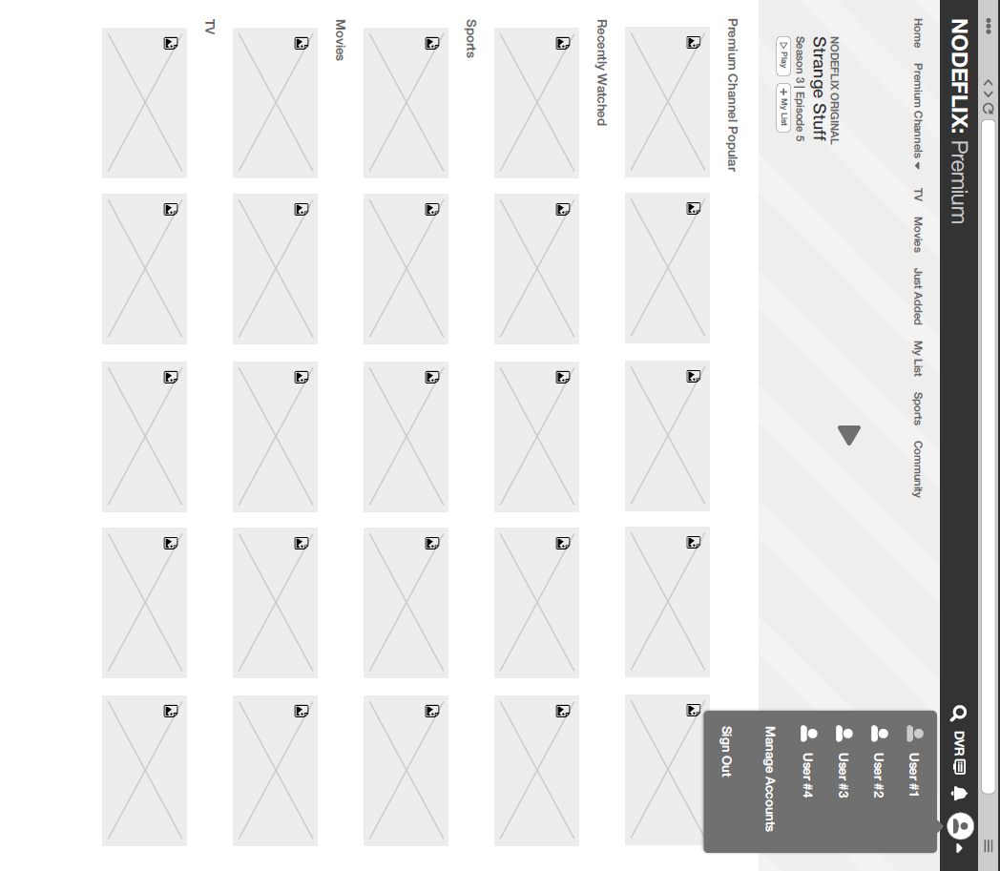 NODEFLIX: Premium
DVR
Home Premium Channels TV Movies Just Added My List Sports Community
User #1
User #2
User #3
User #4
Manage Accounts
Sign Out
NODEFLIX ORIGINAL
Strange Stuff
Season 3 | Episode 5
Play + My List
Premium Channel Popular
Recently Watched
Sports
Movies
TV